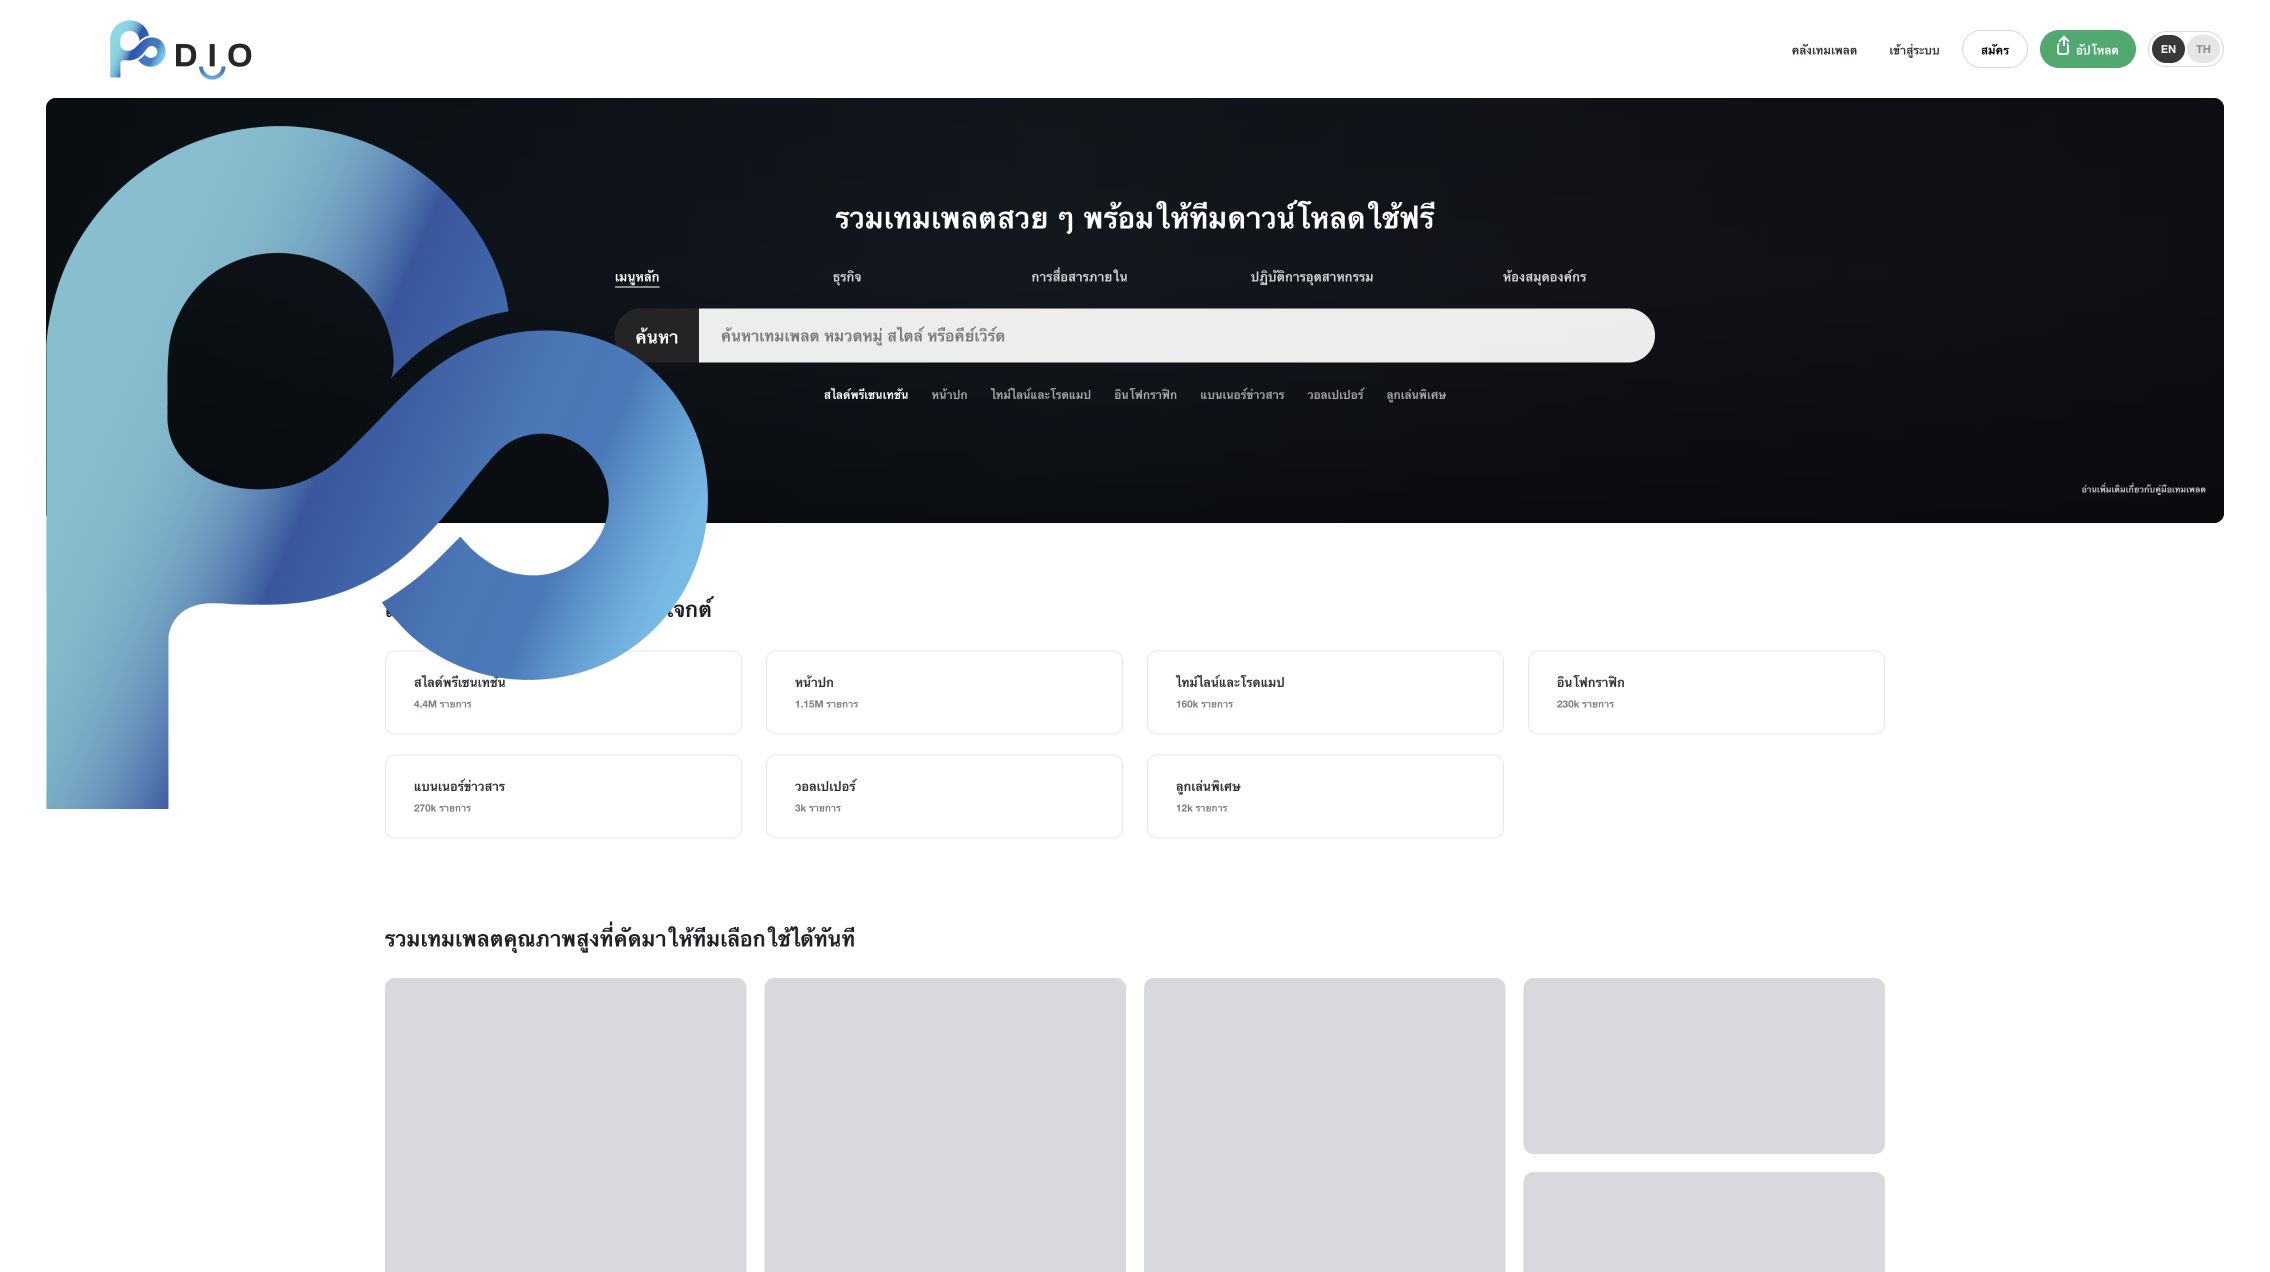 DIO
คลังเทมเพลต
เข้าสู่ระบบ
สมัคร
อัปโหลด
EN
TH
รวมเทมเพลตสวย ๆ พร้อมให้ทีมดาวน์โหลดใช้ฟรี
เมนูหลัก
ธุรกิจ
การสื่อสารภายใน
ปฏิบัติการอุตสาหกรรม
ห้องสมุดองค์กร
ค้นหา
ค้นหาเทมเพลต หมวดหมู่ สไตล์ หรือคีย์เวิร์ด
สไลด์พรีเซนเทชัน
หน้าปก
ไทม์ไลน์และโรดแมป
อินโฟกราฟิก
แบนเนอร์ข่าวสาร
วอลเปเปอร์
ลูกเล่นพิเศษ
อ่านเพิ่มเติมเกี่ยวกับคู่มือเทมเพลต
จกต์
สไลด์พรีเซนเทชัน
4.4M รายการ
หน้าปก
1.15M รายการ
ไทม์ไลน์และโรดแมป
160k รายการ
อินโฟกราฟิก
230k รายการ
แบนเนอร์ข่าวสาร
270k รายการ
วอลเปเปอร์
3k รายการ
ลูกเล่นพิเศษ
12k รายการ
รวมเทมเพลตคุณภาพสูงที่คัดมาให้ทีมเลือกใช้ได้ทันที